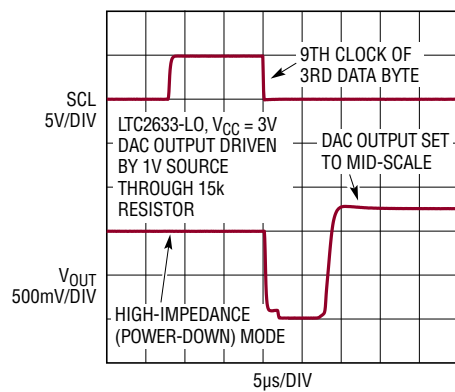 SCL
5V/DIV
9TH CLOCK OF
3RD DATA BYTE
LTC2633-LO, VCC = 3V
DAC OUTPUT DRIVEN
BY 1V SOURCE
THROUGH 15k
RESISTOR
DAC OUTPUT SET
TO MID-SCALE
VOUT
500mV/DIV
HIGH-IMPEDANCE
(POWER-DOWN) MODE
5µs/DIV